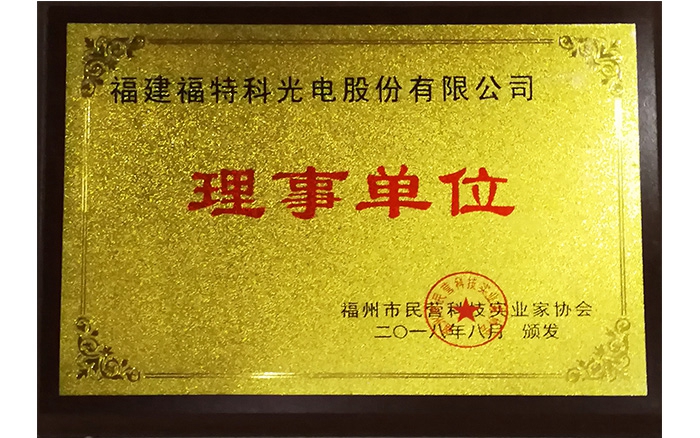 福建福特科光电股份有限公司
理事单位
福州市民营科技实业家协会
二〇一八年八月 颁发